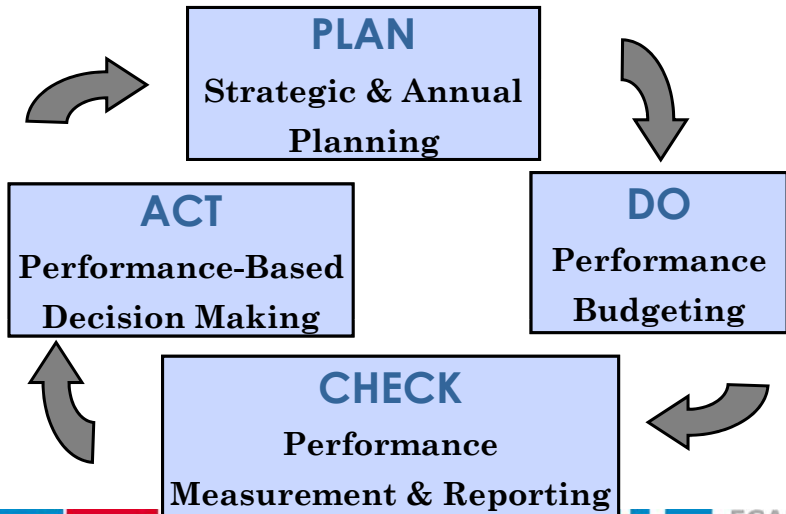 PLAN
Strategic & Annual
Planning
ACT
Performance-Based
Decision Making
DO
Performance
Budgeting
CHECK
Performance
Measurement & Reporting